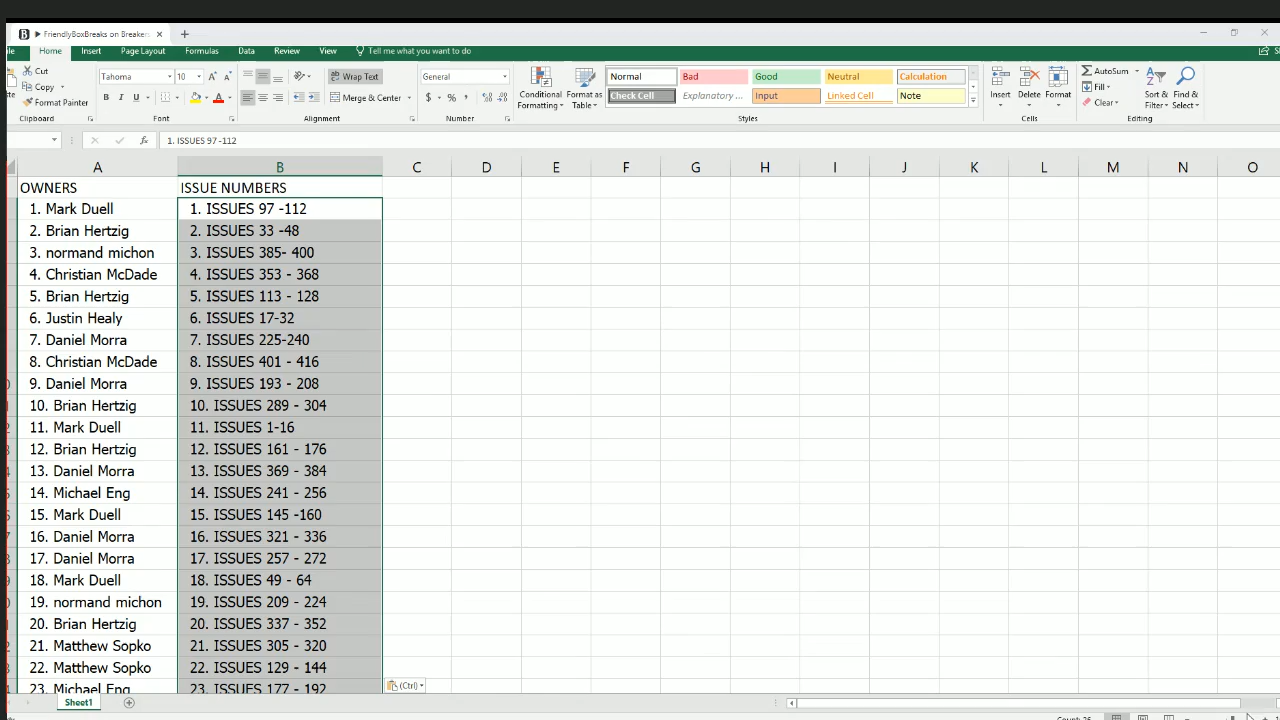 FriendlyBoxBreaks on Breakers
Home Insert Page Layout Formulas Data Review View Tell me what you want to do
Cut
Copy
Format Painter
Clipboard
Tahoma 10
B I U
Font
Wrap Text
Merge & Center
Alignment
General
$ % ,
Number
Conditional Formatting
Format as Table
Normal Bad Good Neutral Calculation
Check Cell Explanatory ... Input Linked Cell Note
Styles
Insert Delete Format
Cells
AutoSum
Fill
Clear
Sort & Filter
Find & Select
Editing
fx 1. ISSUES 97 -112
A B C D E F G H I J K L M N O
OWNERS ISSUE NUMBERS
1. Mark Duell 1. ISSUES 97 -112
2. Brian Hertzig 2. ISSUES 33 -48
3. normand michon 3. ISSUES 385- 400
4. Christian McDade 4. ISSUES 353 - 368
5. Brian Hertzig 5. ISSUES 113 - 128
6. Justin Healy 6. ISSUES 17-32
7. Daniel Morra 7. ISSUES 225-240
8. Christian McDade 8. ISSUES 401 - 416
9. Daniel Morra 9. ISSUES 193 - 208
10. Brian Hertzig 10. ISSUES 289 - 304
11. Mark Duell 11. ISSUES 1-16
12. Brian Hertzig 12. ISSUES 161 - 176
13. Daniel Morra 13. ISSUES 369 - 384
14. Michael Eng 14. ISSUES 241 - 256
15. Mark Duell 15. ISSUES 145 -160
16. Daniel Morra 16. ISSUES 321 - 336
17. Daniel Morra 17. ISSUES 257 - 272
18. Mark Duell 18. ISSUES 49 - 64
19. normand michon 19. ISSUES 209 - 224
20. Brian Hertzig 20. ISSUES 337 - 352
21. Matthew Sopko 21. ISSUES 305 - 320
22. Matthew Sopko 22. ISSUES 129 - 144
23. Michael Eng 23. ISSUES 177 - 192
(Ctrl)
Sheet1